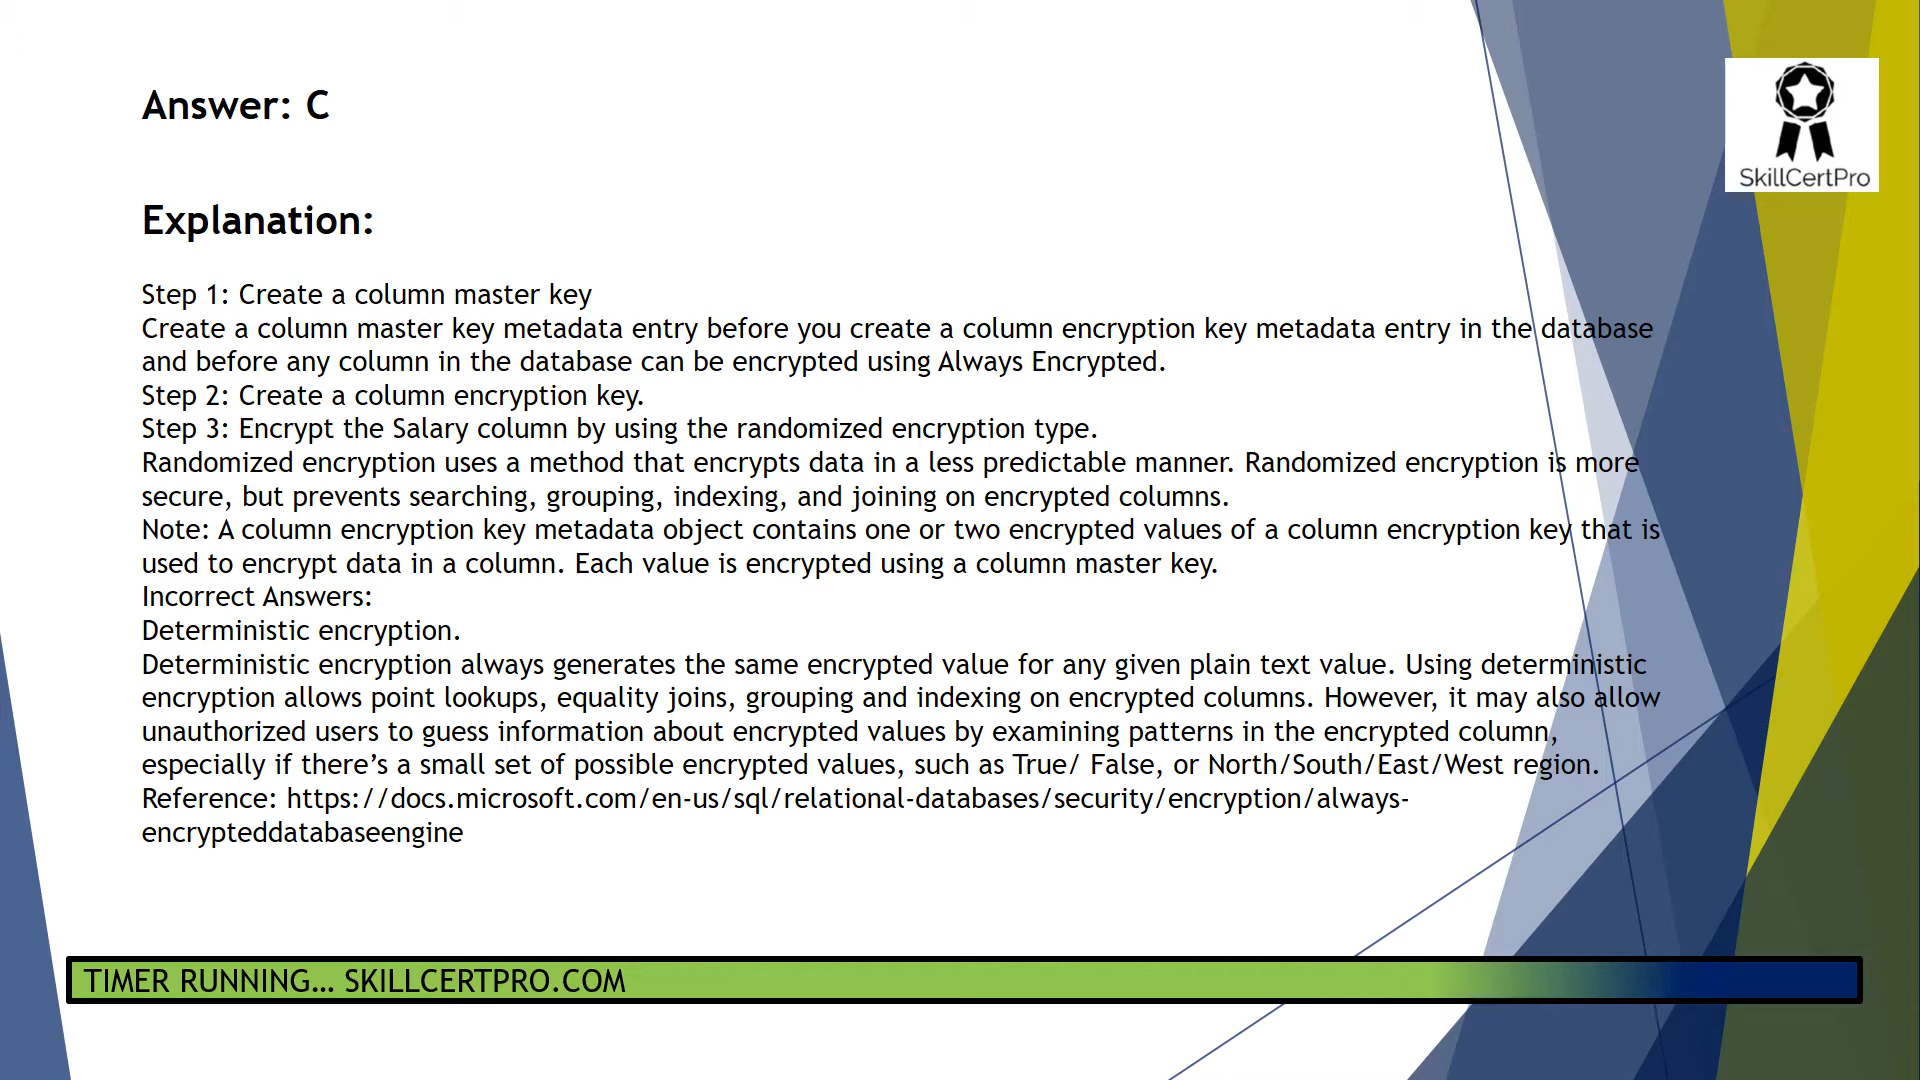 Answer: C
SkillCertPro
Explanation:
Step 1: Create a column master key
Create a column master key metadata entry before you create a column encryption key metadata entry in the database
and before any column in the database can be encrypted using Always Encrypted.
Step 2: Create a column encryption key.
Step 3: Encrypt the Salary column by using the randomized encryption type.
Randomized encryption uses a method that encrypts data in a less predictable manner. Randomized encryption is more
secure, but prevents searching, grouping, indexing, and joining on encrypted columns.
Note: A column encryption key metadata object contains one or two encrypted values of a column encryption key that is
used to encrypt data in a column. Each value is encrypted using a column master key.
Incorrect Answers:
Deterministic encryption.
Deterministic encryption always generates the same encrypted value for any given plain text value. Using deterministic
encryption allows point lookups, equality joins, grouping and indexing on encrypted columns. However, it may also allow
unauthorized users to guess information about encrypted values by examining patterns in the encrypted column,
especially if there’s a small set of possible encrypted values, such as True/ False, or North/South/East/West region.
Reference: https://docs.microsoft.com/en-us/sql/relational-databases/security/encryption/always-
encrypteddatabaseengine
TIMER RUNNING… SKILLCERTPRO.COM